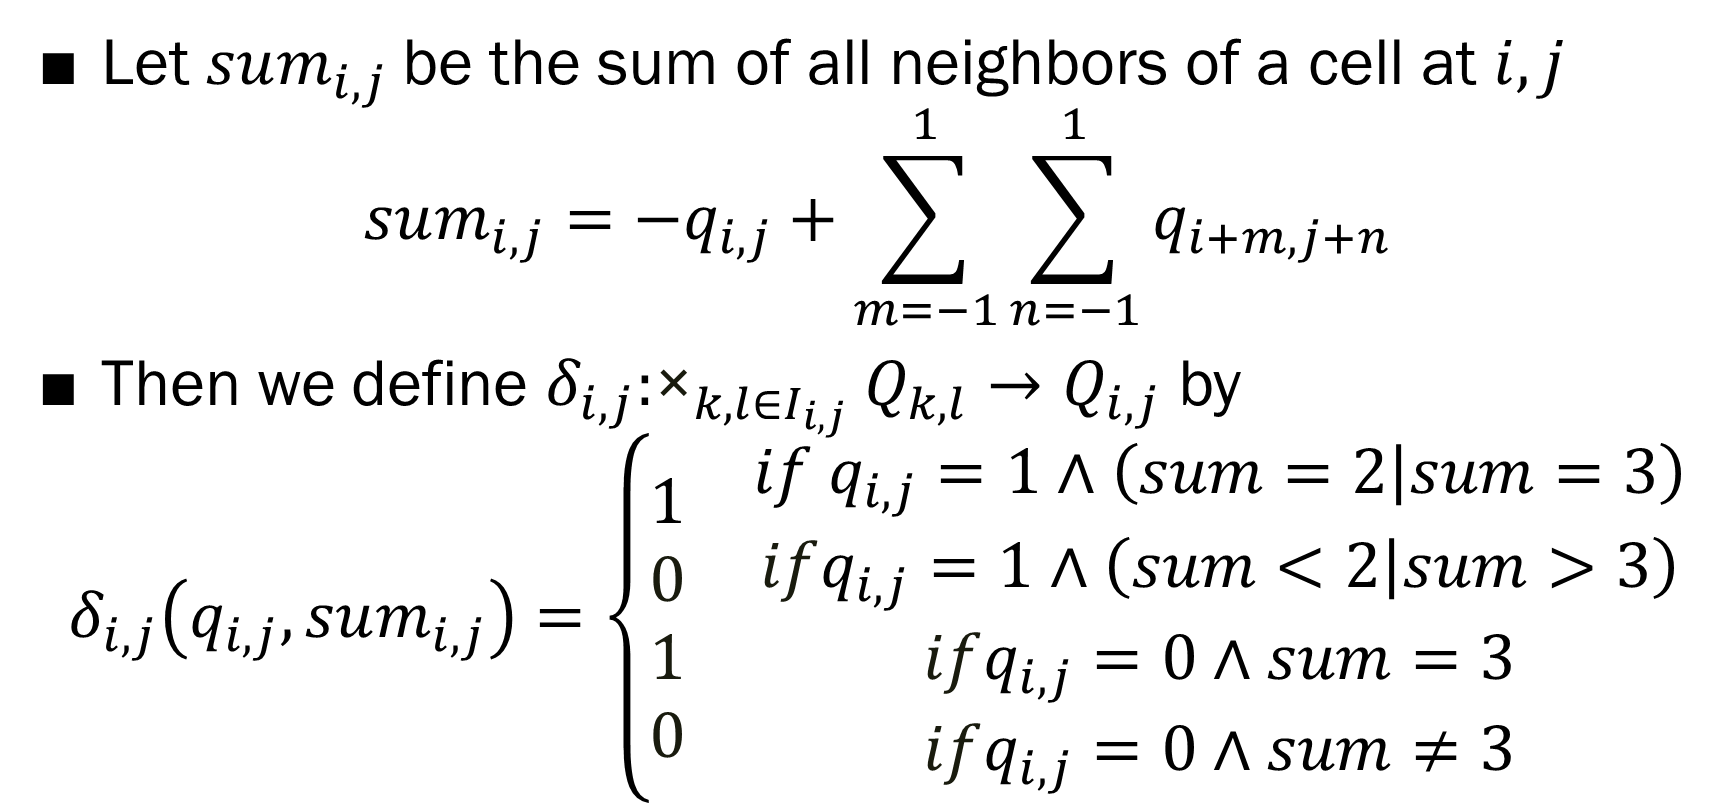 ■ Let sum_{i,j} be the sum of all neighbors of a cell at i, j
sum_{i,j} = −q_{i,j} + ∑_{m=−1}^{1} ∑_{n=−1}^{1} q_{i+m,j+n}
■ Then we define δ_{i,j}:×_{k,l∈I_{i,j}} Q_{k,l} → Q_{i,j} by
δ_{i,j}(q_{i,j}, sum_{i,j}) = {
1 if q_{i,j} = 1 ∧ (sum = 2|sum = 3)
0 if q_{i,j} = 1 ∧ (sum < 2|sum > 3)
1 if q_{i,j} = 0 ∧ sum = 3
0 if q_{i,j} = 0 ∧ sum ≠ 3